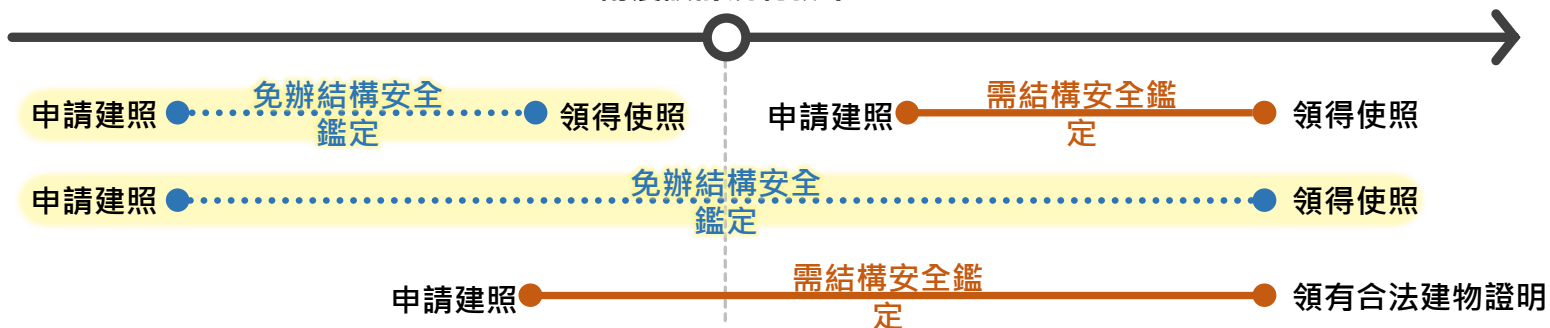 申請建照
免辦結構安全
鑑定
領得使照
申請建照
需結構安全鑑
定
領得使照
申請建照
免辦結構安全
鑑定
領得使照
申請建照
需結構安全鑑
定
領有合法建物證明